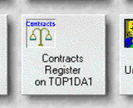 Contracts
Contracts
Register
on TOP1DA1
U